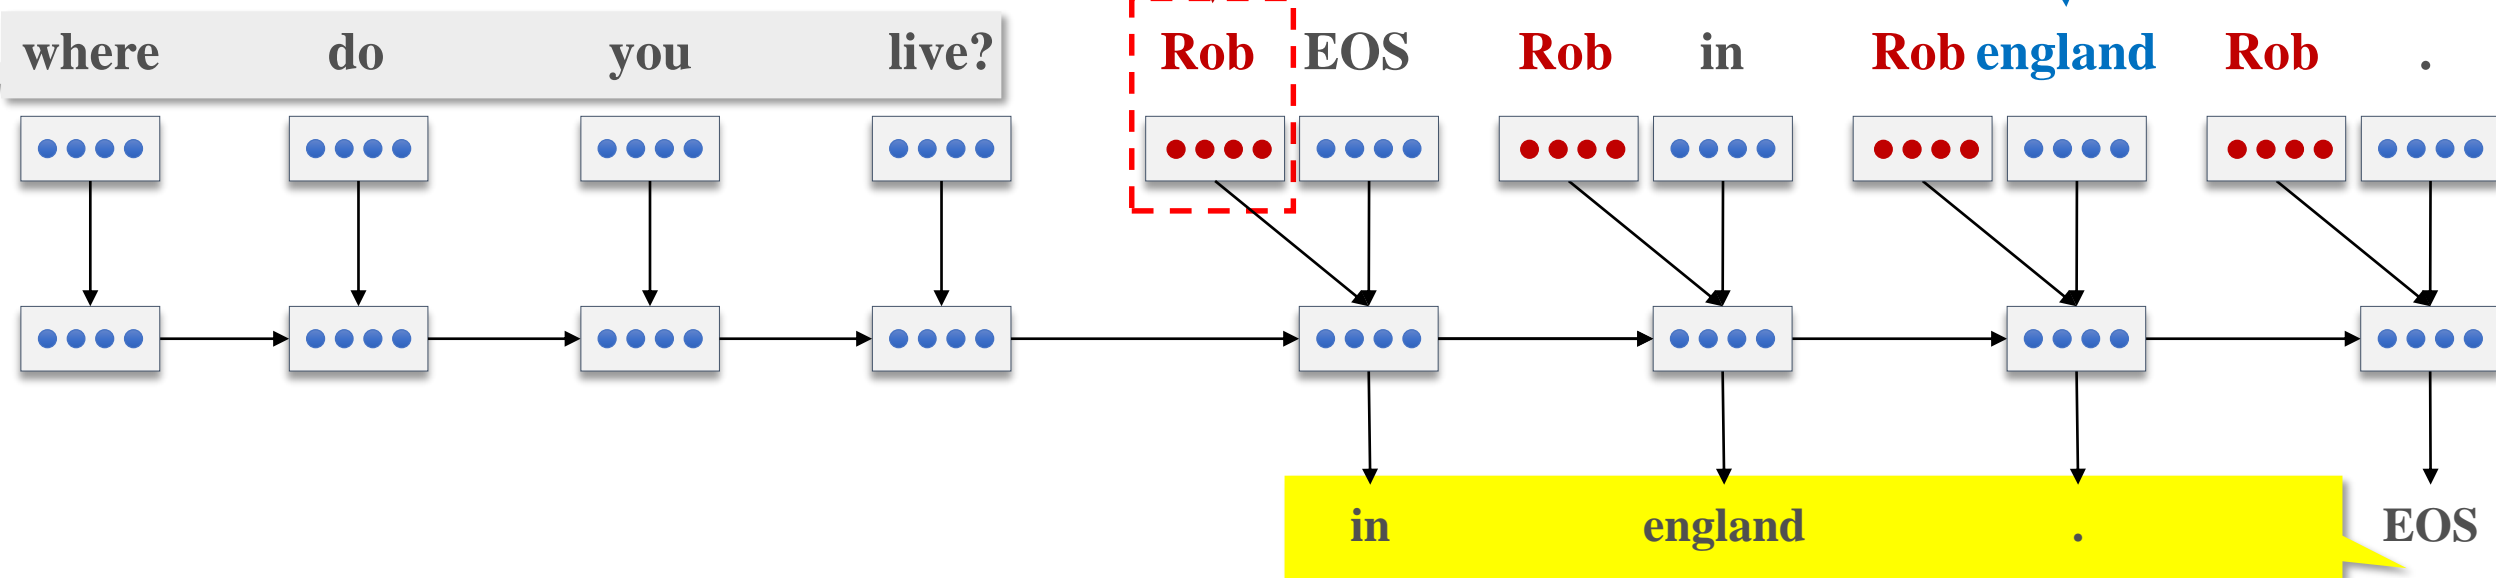 where do you live? Rob EOS Rob in Rob england Rob .
in england . EOS